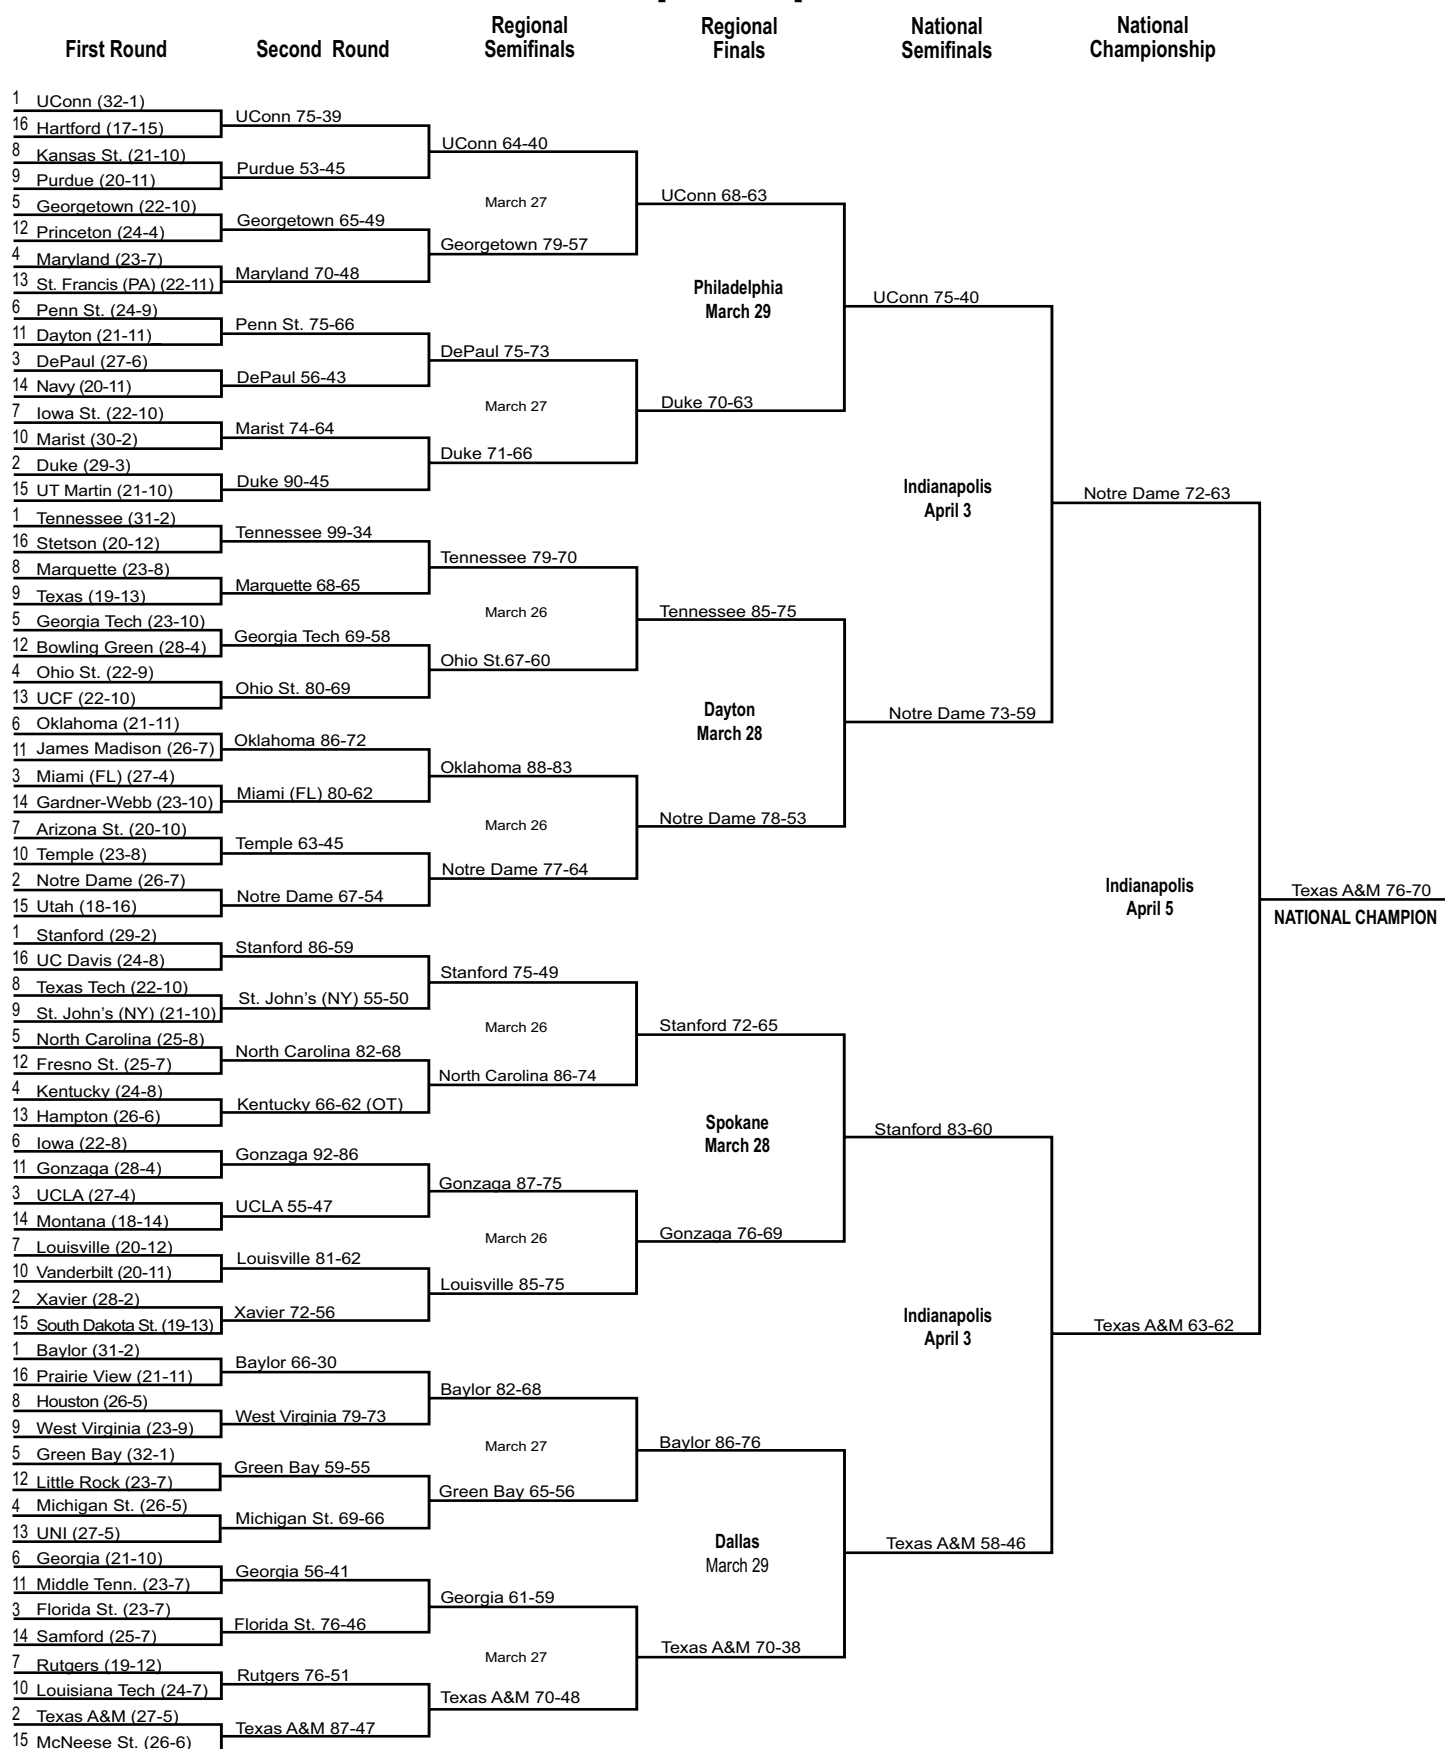 First Round
Second Round
Regional
Semifinals
Regional
Finals
National
Semifinals
National
Championship
1 UConn (32-1)
16 Hartford (17-15)
8 Kansas St. (21-10)
9 Purdue (20-11)
5 Georgetown (22-10)
12 Princeton (24-4)
4 Maryland (23-7)
13 St. Francis (PA) (22-11)
6 Penn St. (24-9)
11 Dayton (21-11)
3 DePaul (27-6)
14 Navy (20-11)
7 Iowa St. (22-10)
10 Marist (30-2)
2 Duke (29-3)
15 UT Martin (21-10)
1 Tennessee (31-2)
16 Stetson (20-12)
8 Marquette (23-8)
9 Texas (19-13)
5 Georgia Tech (23-10)
12 Bowling Green (28-4)
4 Ohio St. (22-9)
13 UCF (22-10)
6 Oklahoma (21-11)
11 James Madison (26-7)
3 Miami (FL) (27-4)
14 Gardner-Webb (23-10)
7 Arizona St. (20-10)
10 Temple (23-8)
2 Notre Dame (26-7)
15 Utah (18-16)
1 Stanford (29-2)
16 UC Davis (24-8)
8 Texas Tech (22-10)
9 St. John's (NY) (21-10)
5 North Carolina (25-8)
12 Fresno St. (25-7)
4 Kentucky (24-8)
13 Hampton (26-6)
6 Iowa (22-8)
11 Gonzaga (28-4)
3 UCLA (27-4)
14 Montana (18-14)
7 Louisville (20-12)
10 Vanderbilt (20-11)
2 Xavier (28-2)
15 South Dakota St. (19-13)
1 Baylor (31-2)
16 Prairie View (21-11)
8 Houston (26-5)
9 West Virginia (23-9)
5 Green Bay (32-1)
12 Little Rock (23-7)
4 Michigan St. (26-5)
13 UNI (27-5)
6 Georgia (21-10)
11 Middle Tenn. (23-7)
3 Florida St. (23-7)
14 Samford (25-7)
7 Rutgers (19-12)
10 Louisiana Tech (24-7)
2 Texas A&M (27-5)
15 McNeese St. (26-6)
UConn 75-39
Purdue 53-45
Georgetown 65-49
Maryland 70-48
Penn St. 75-66
DePaul 56-43
Marist 74-64
Duke 90-45
Tennessee 99-34
Marquette 68-65
Georgia Tech 69-58
Ohio St. 80-69
Oklahoma 86-72
Miami (FL) 80-62
Temple 63-45
Notre Dame 67-54
Stanford 86-59
St. John's (NY) 55-50
North Carolina 82-68
Kentucky 66-62 (OT)
Gonzaga 92-86
UCLA 55-47
Louisville 81-62
Xavier 72-56
Baylor 66-30
West Virginia 79-73
Green Bay 59-55
Michigan St. 69-66
Georgia 56-41
Florida St. 76-46
Rutgers 76-51
Texas A&M 87-47
UConn 64-40
March 27
Georgetown 79-57
DePaul 75-73
March 27
Duke 71-66
Tennessee 79-70
March 26
Ohio St.67-60
Oklahoma 88-83
March 26
Notre Dame 77-64
Stanford 75-49
March 26
North Carolina 86-74
Gonzaga 87-75
March 26
Louisville 85-75
Baylor 82-68
March 27
Green Bay 65-56
Georgia 61-59
March 27
Texas A&M 70-48
UConn 68-63
Philadelphia
March 29
Duke 70-63
Tennessee 85-75
Dayton
March 28
Notre Dame 78-53
Stanford 72-65
Spokane
March 28
Gonzaga 76-69
Baylor 86-76
Dallas
March 29
Texas A&M 70-38
UConn 75-40
Indianapolis
April 3
Notre Dame 73-59
Stanford 83-60
Indianapolis
April 3
Texas A&M 58-46
Notre Dame 72-63
Indianapolis
April 5
Texas A&M 63-62
Texas A&M 76-70
NATIONAL CHAMPION